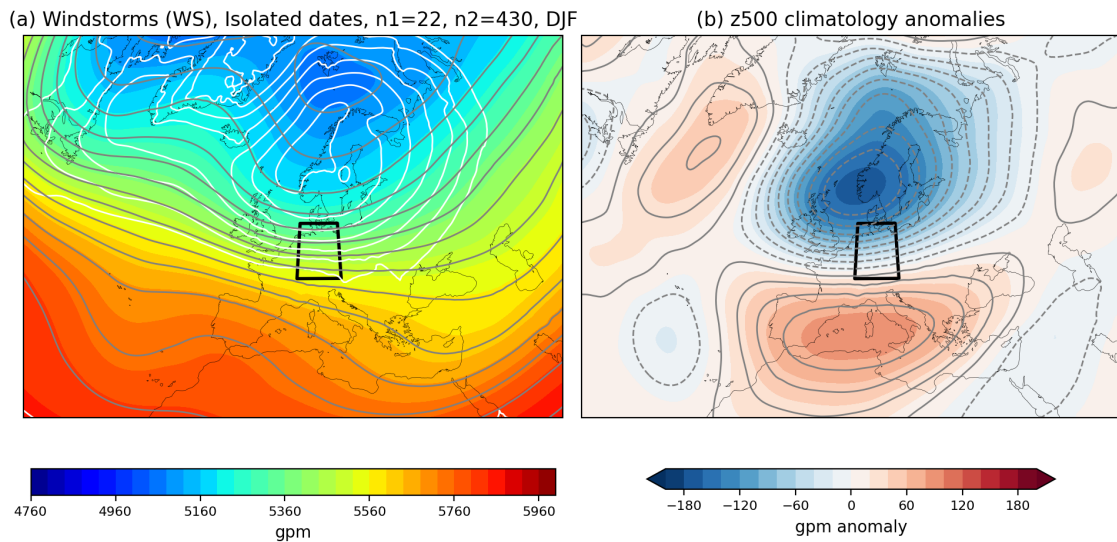 (a) Windstorms (WS), Isolated dates, n1=22, n2=430, DJF
(b) z500 climatology anomalies
4760 4960 5160 5360 5560 5760 5960
gpm
−180 −120 −60 0 60 120 180
gpm anomaly